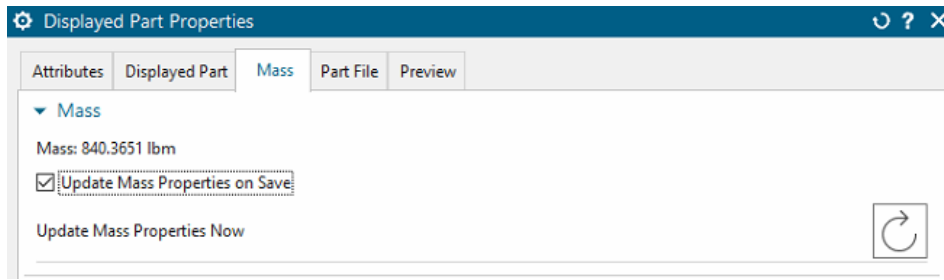 Displayed Part Properties ?
Attributes Displayed Part Mass Part File Preview
Mass
Mass: 840.3651 lbm
Update Mass Properties on Save
Update Mass Properties Now